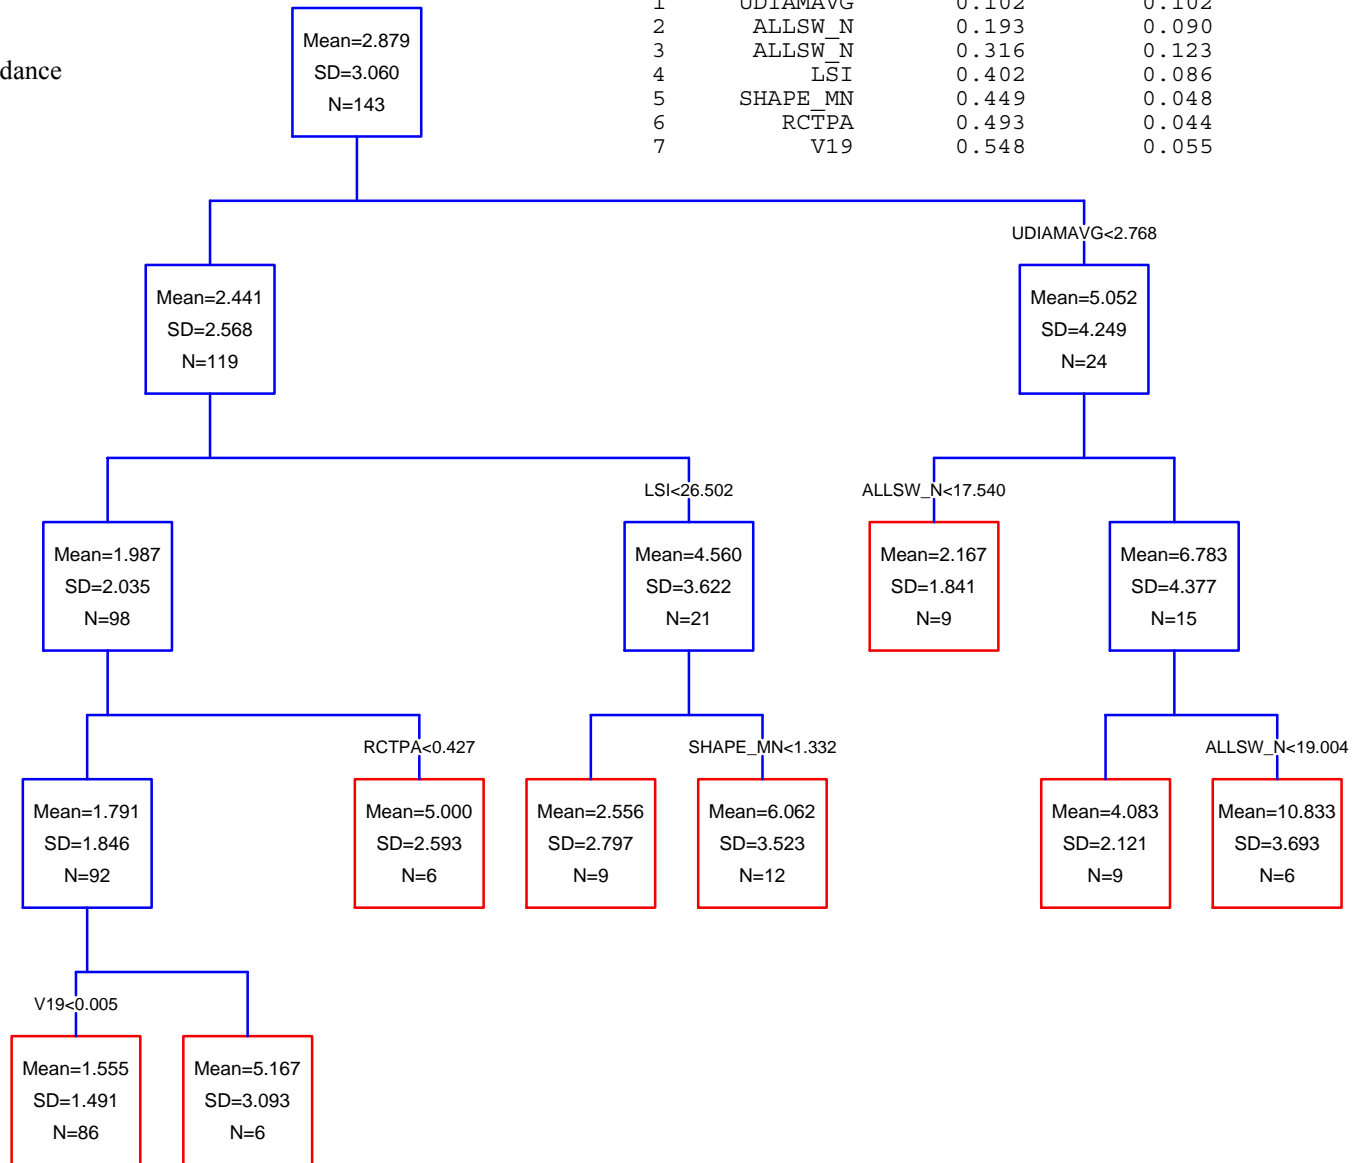 1 UDIAMAVG 0.102 0.102
Mean=2.879
2 ALLSW_N 0.193 0.090
3 ALLSW_N 0.316 0.123
dance
SD=3.060
4 LSI 0.402 0.086
5 SHAPE_MN 0.449 0.048
N=143
6 RCTPA 0.493 0.044
7 V19 0.548 0.055
UDIAMAVG<2.768
Mean=2.441
SD=2.568
N=119
Mean=5.052
SD=4.249
N=24
LSI<26.502
ALLSW_N<17.540
Mean=1.987
SD=2.035
N=98
Mean=4.560
SD=3.622
N=21
Mean=2.167
SD=1.841
N=9
Mean=6.783
SD=4.377
N=15
RCTPA<0.427
SHAPE_MN<1.332
ALLSW_N<19.004
Mean=1.791
SD=1.846
N=92
Mean=5.000
SD=2.593
N=6
Mean=2.556
SD=2.797
N=9
Mean=6.062
SD=3.523
N=12
Mean=4.083
SD=2.121
N=9
Mean=10.833
SD=3.693
N=6
V19<0.005
Mean=1.555
SD=1.491
N=86
Mean=5.167
SD=3.093
N=6